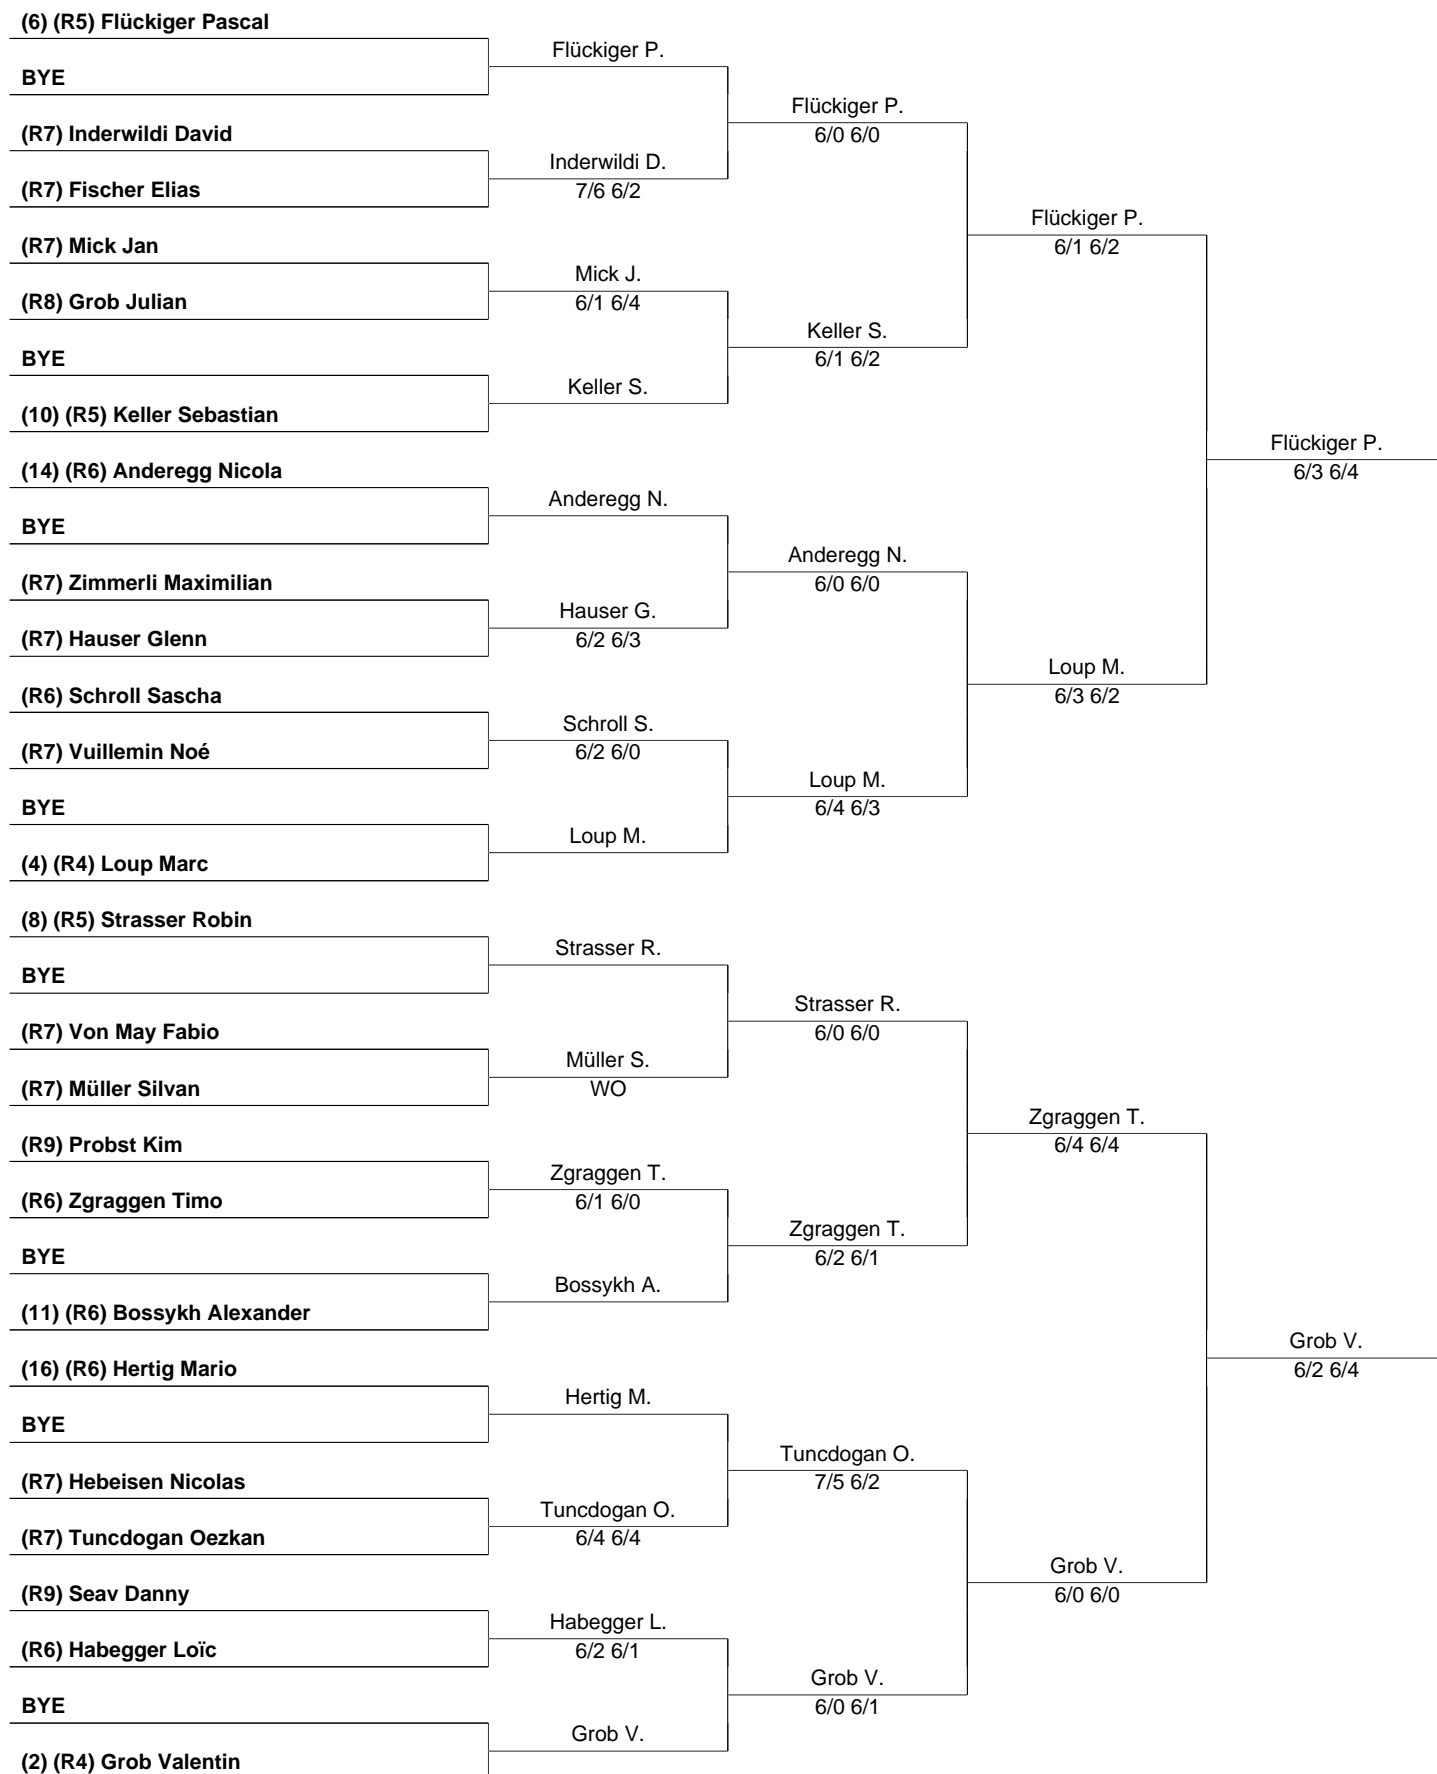 (6) (R5) Flückiger Pascal
Flückiger P.
BYE
Flückiger P.
6/0 6/0
(R7) Inderwildi David
Inderwildi D.
7/6 6/2
(R7) Fischer Elias
Flückiger P.
6/1 6/2
(R7) Mick Jan
Mick J.
6/1 6/4
(R8) Grob Julian
Keller S.
6/1 6/2
BYE
Keller S.
(10) (R5) Keller Sebastian
Flückiger P.
6/3 6/4
(14) (R6) Anderegg Nicola
Anderegg N.
BYE
Anderegg N.
6/0 6/0
(R7) Zimmerli Maximilian
Hauser G.
6/2 6/3
(R7) Hauser Glenn
Loup M.
6/3 6/2
(R6) Schroll Sascha
Schroll S.
6/2 6/0
(R7) Vuillemin Noé
Loup M.
6/4 6/3
BYE
Loup M.
(4) (R4) Loup Marc
(8) (R5) Strasser Robin
Strasser R.
BYE
Strasser R.
6/0 6/0
(R7) Von May Fabio
Müller S.
WO
(R7) Müller Silvan
Zgraggen T.
6/4 6/4
(R9) Probst Kim
Zgraggen T.
6/1 6/0
(R6) Zgraggen Timo
Zgraggen T.
6/2 6/1
BYE
Bossykh A.
(11) (R6) Bossykh Alexander
Grob V.
6/2 6/4
(16) (R6) Hertig Mario
Hertig M.
BYE
Tuncdogan O.
7/5 6/2
(R7) Hebeisen Nicolas
Tuncdogan O.
6/4 6/4
(R7) Tuncdogan Oezkan
Grob V.
6/0 6/0
(R9) Seav Danny
Habegger L.
6/2 6/1
(R6) Habegger Loïc
Grob V.
6/0 6/1
BYE
Grob V.
(2) (R4) Grob Valentin